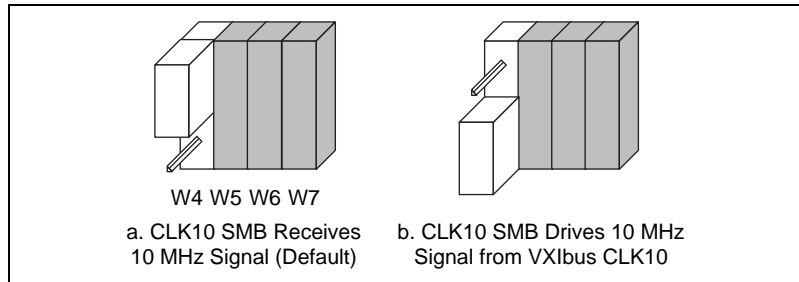 W4 W5 W6 W7
a. CLK10 SMB Receives
10 MHz Signal (Default)
b. CLK10 SMB Drives 10 MHz
Signal from VXIbus CLK10